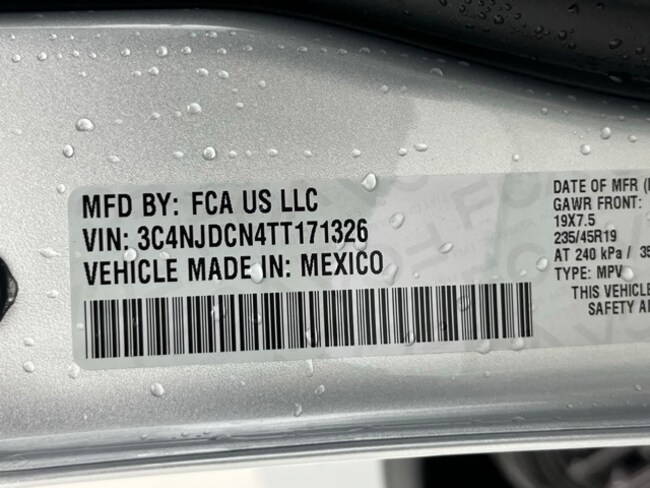 MFD BY: FCA US LLC
VIN: 3C4NJDCN4TT171326
VEHICLE MADE IN: MEXICO
DATE OF MFR
GAWR FRONT:
19X7.5
235/45R19
AT 240 kPa /
TYPE: MPV
THIS VEHICLE
SAFETY